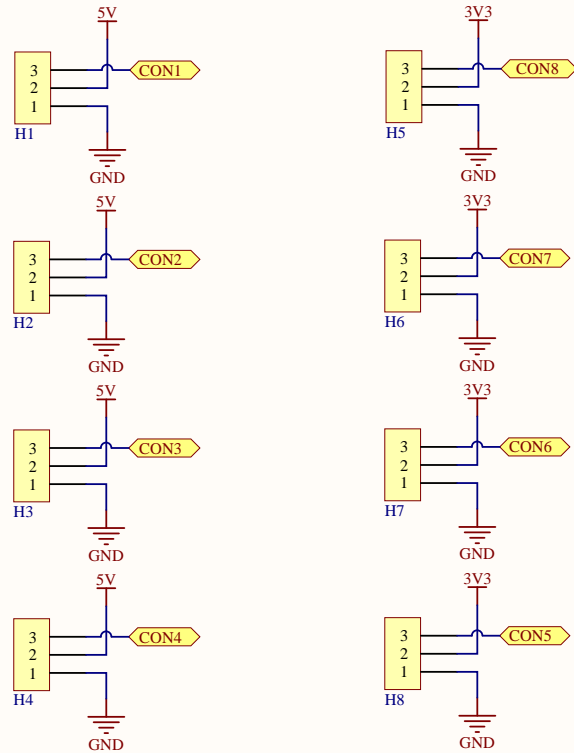 5V
3
CON1
2
1
H1
GND
5V
3
CON2
2
1
H2
GND
5V
3
CON3
2
1
H3
GND
5V
3
CON4
2
1
H4
GND
3V3
3
CON8
2
1
H5
GND
3V3
3
CON7
2
1
H6
GND
3V3
3
CON6
2
1
H7
GND
3V3
3
CON5
2
1
H8
GND